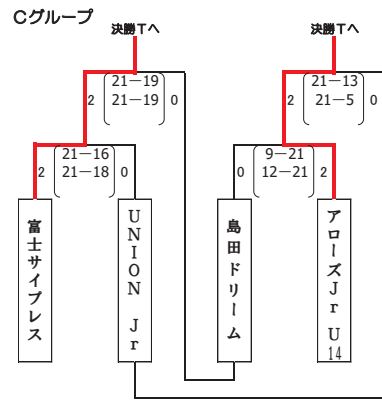 Cグループ
決勝Tへ
決勝Tへ
21－19
2 21－19 0
21－13
2 21－5 0
21－16
2 21－18 0
9－21
0 12－21 2
富士サイプレス
UNION Jr
島田ドリーム
アローズJr U14